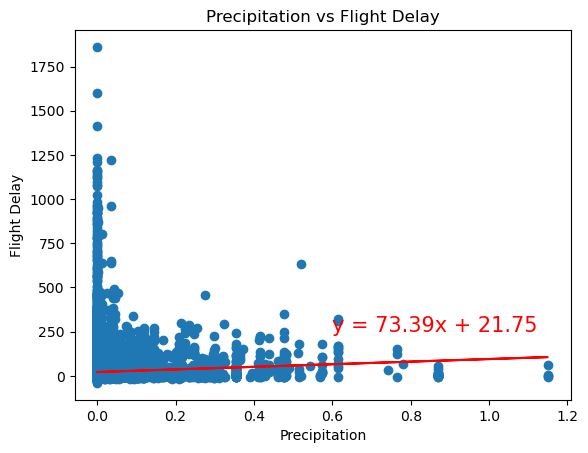 Precipitation vs Flight Delay
Flight Delay
1750
1500
1250
1000
750
500
250
0
y = 73.39x + 21.75
0.0 0.2 0.4 0.6 0.8 1.0 1.2
Precipitation